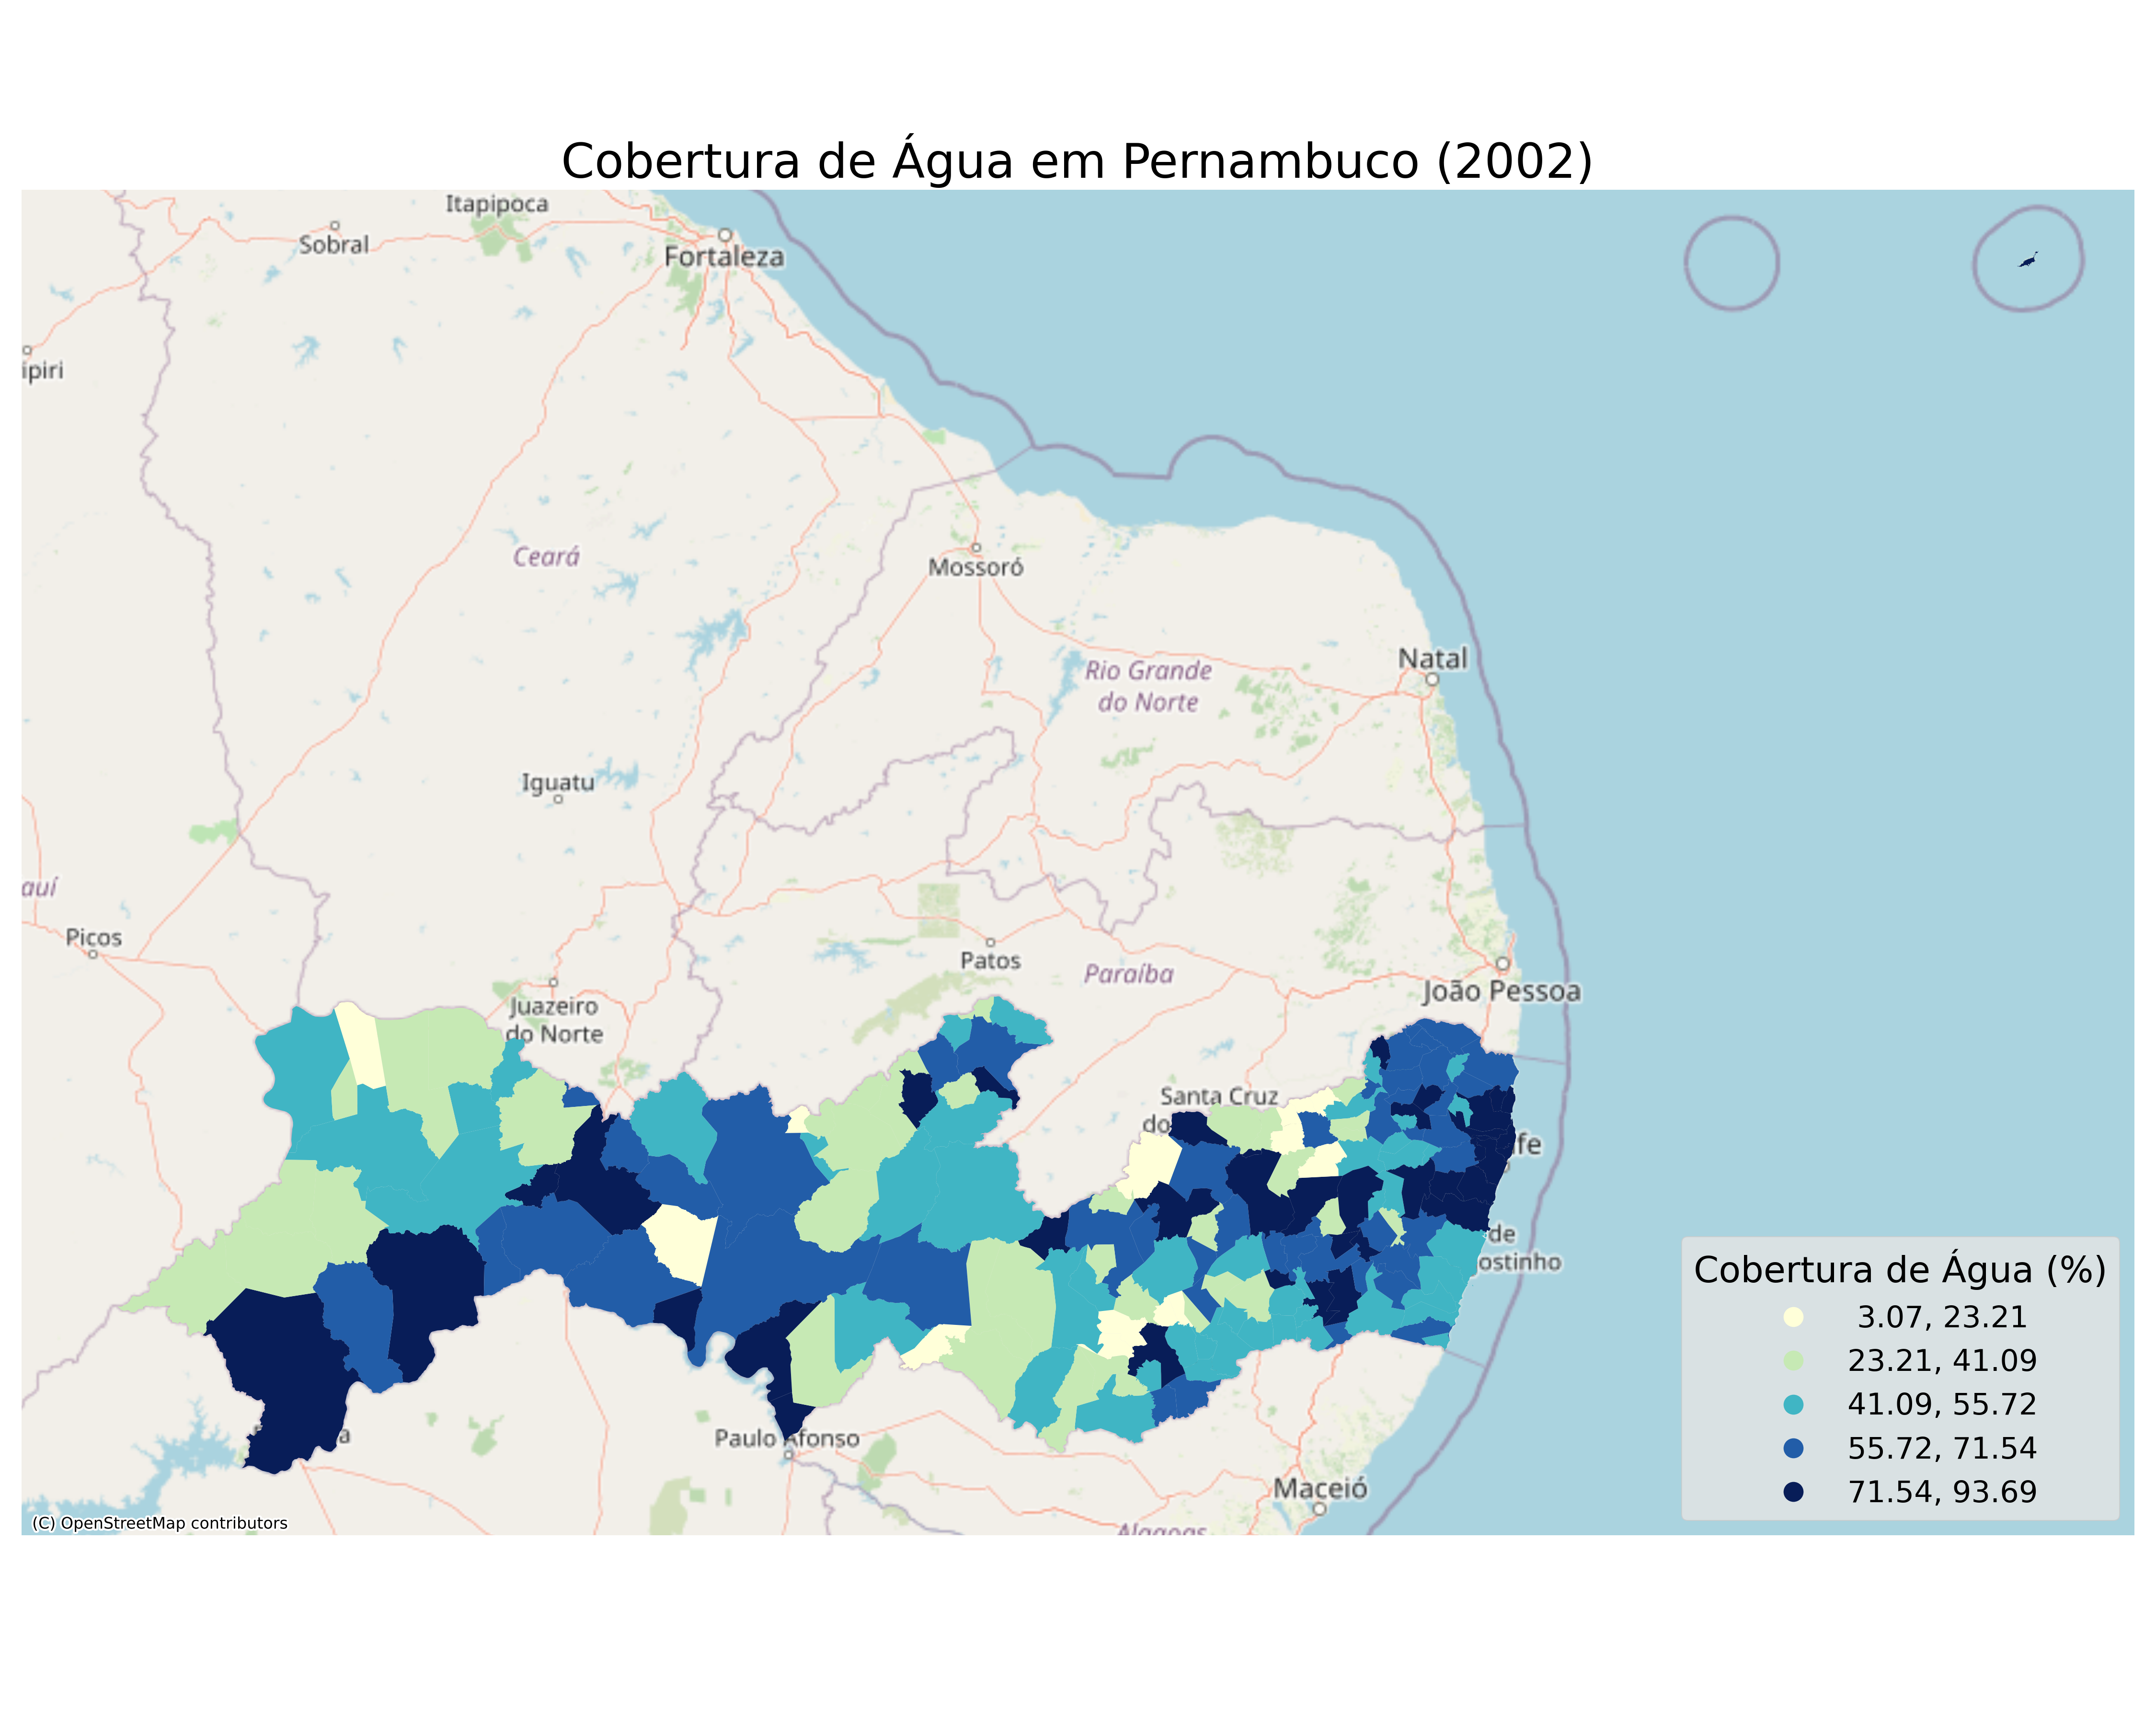 Cobertura de Água em Pernambuco (2002)
Itapipoca
Sobral
Fortaleza
ipiri
Ceará
Mossoró
Natal
Rio Grande
do Norte
Iguatu
auí
Picos
Patos
Paraíba
João Pessoa
Juazeiro
do Norte
Santa Cruz
do
ife
de
ostinho
Paulo Afonso
a
Maceió
Alagoas
Cobertura de Água (%)
3.07, 23.21
23.21, 41.09
41.09, 55.72
55.72, 71.54
71.54, 93.69
(C) OpenStreetMap contributors